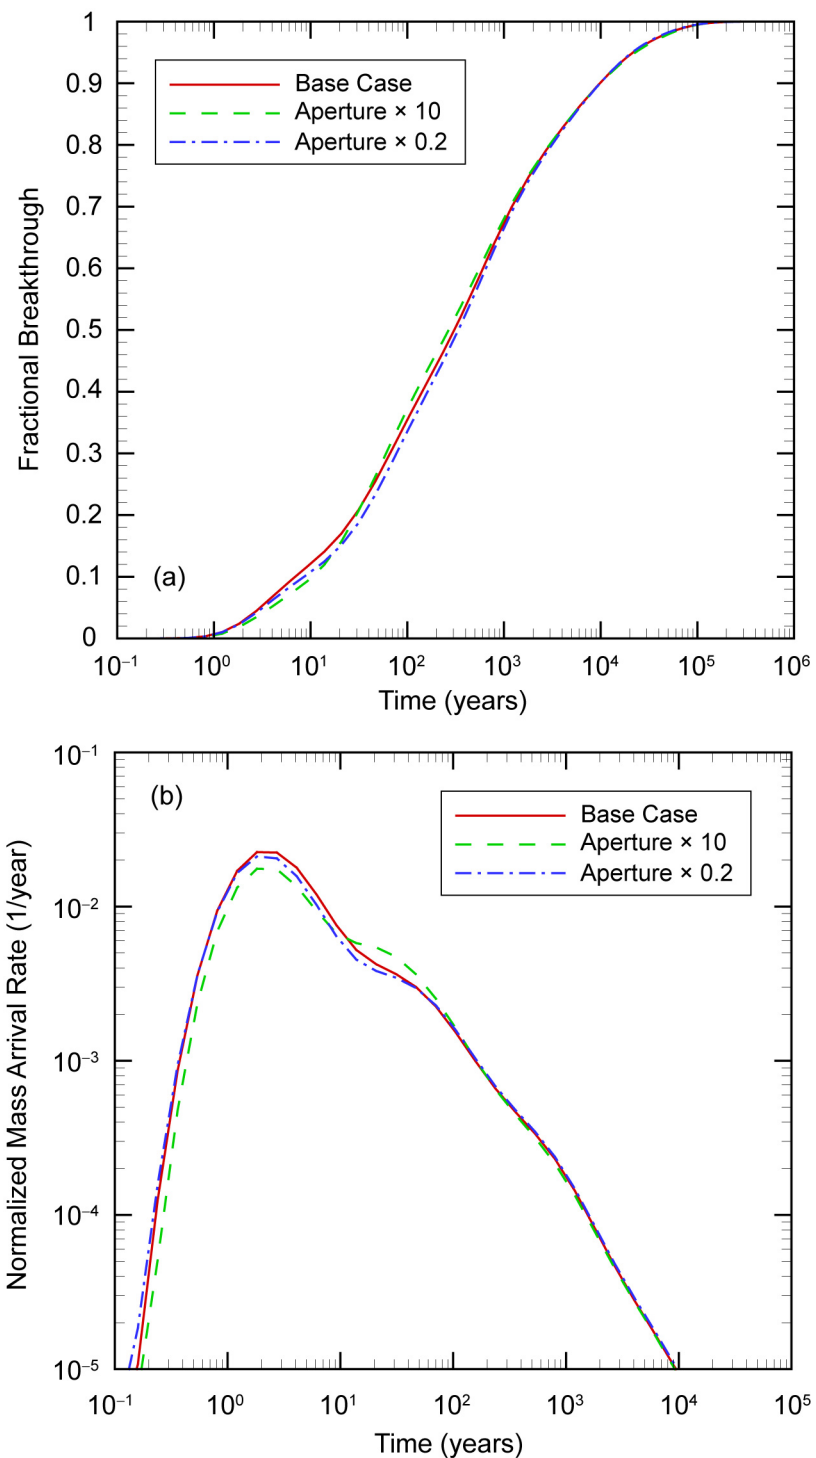 1
0.9
0.8
0.7
0.6
0.5
0.4
0.3
0.2
0.1
0
Fractional Breakthrough
Base Case
Aperture × 10
Aperture × 0.2
(a)
10⁻¹ 10⁰ 10¹ 10² 10³ 10⁴ 10⁵ 10⁶
Time (years)
10⁻¹
10⁻²
10⁻³
10⁻⁴
10⁻⁵
Normalized Mass Arrival Rate (1/year)
(b)
Base Case
Aperture × 10
Aperture × 0.2
10⁻¹ 10⁰ 10¹ 10² 10³ 10⁴ 10⁵
Time (years)